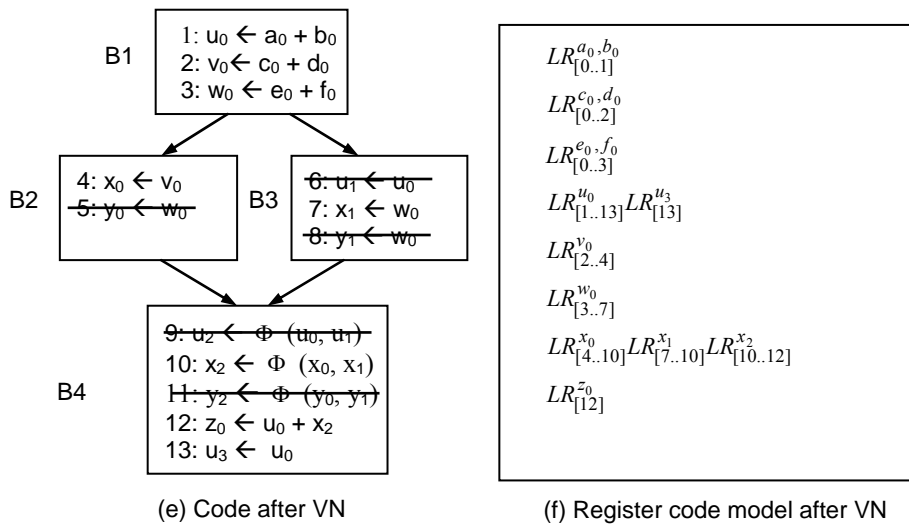 B1
1: u₀ ← a₀ + b₀
2: v₀ ← c₀ + d₀
3: w₀ ← e₀ + f₀
B2
4: x₀ ← v₀
5: y₀ ← w₀
B3
6: u₁ ← u₀
7: x₁ ← w₀
8: y₁ ← w₀
B4
9: u₂ ← Φ (u₀, u₁)
10: x₂ ← Φ (x₀, x₁)
11: y₂ ← Φ (y₀, y₁)
12: z₀ ← u₀ + x₂
13: u₃ ← u₀
(e) Code after VN
LR^{a₀,b₀}_{[0..1]}
LR^{c₀,d₀}_{[0..2]}
LR^{e₀,f₀}_{[0..3]}
LR^{u₀}_{[1..13]} LR^{u₃}_{[13]}
LR^{v₀}_{[2..4]}
LR^{w₀}_{[3..7]}
LR^{x₀}_{[4..10]} LR^{x₁}_{[7..10]} LR^{x₂}_{[10..12]}
LR^{z₀}_{[12]}
(f) Register code model after VN